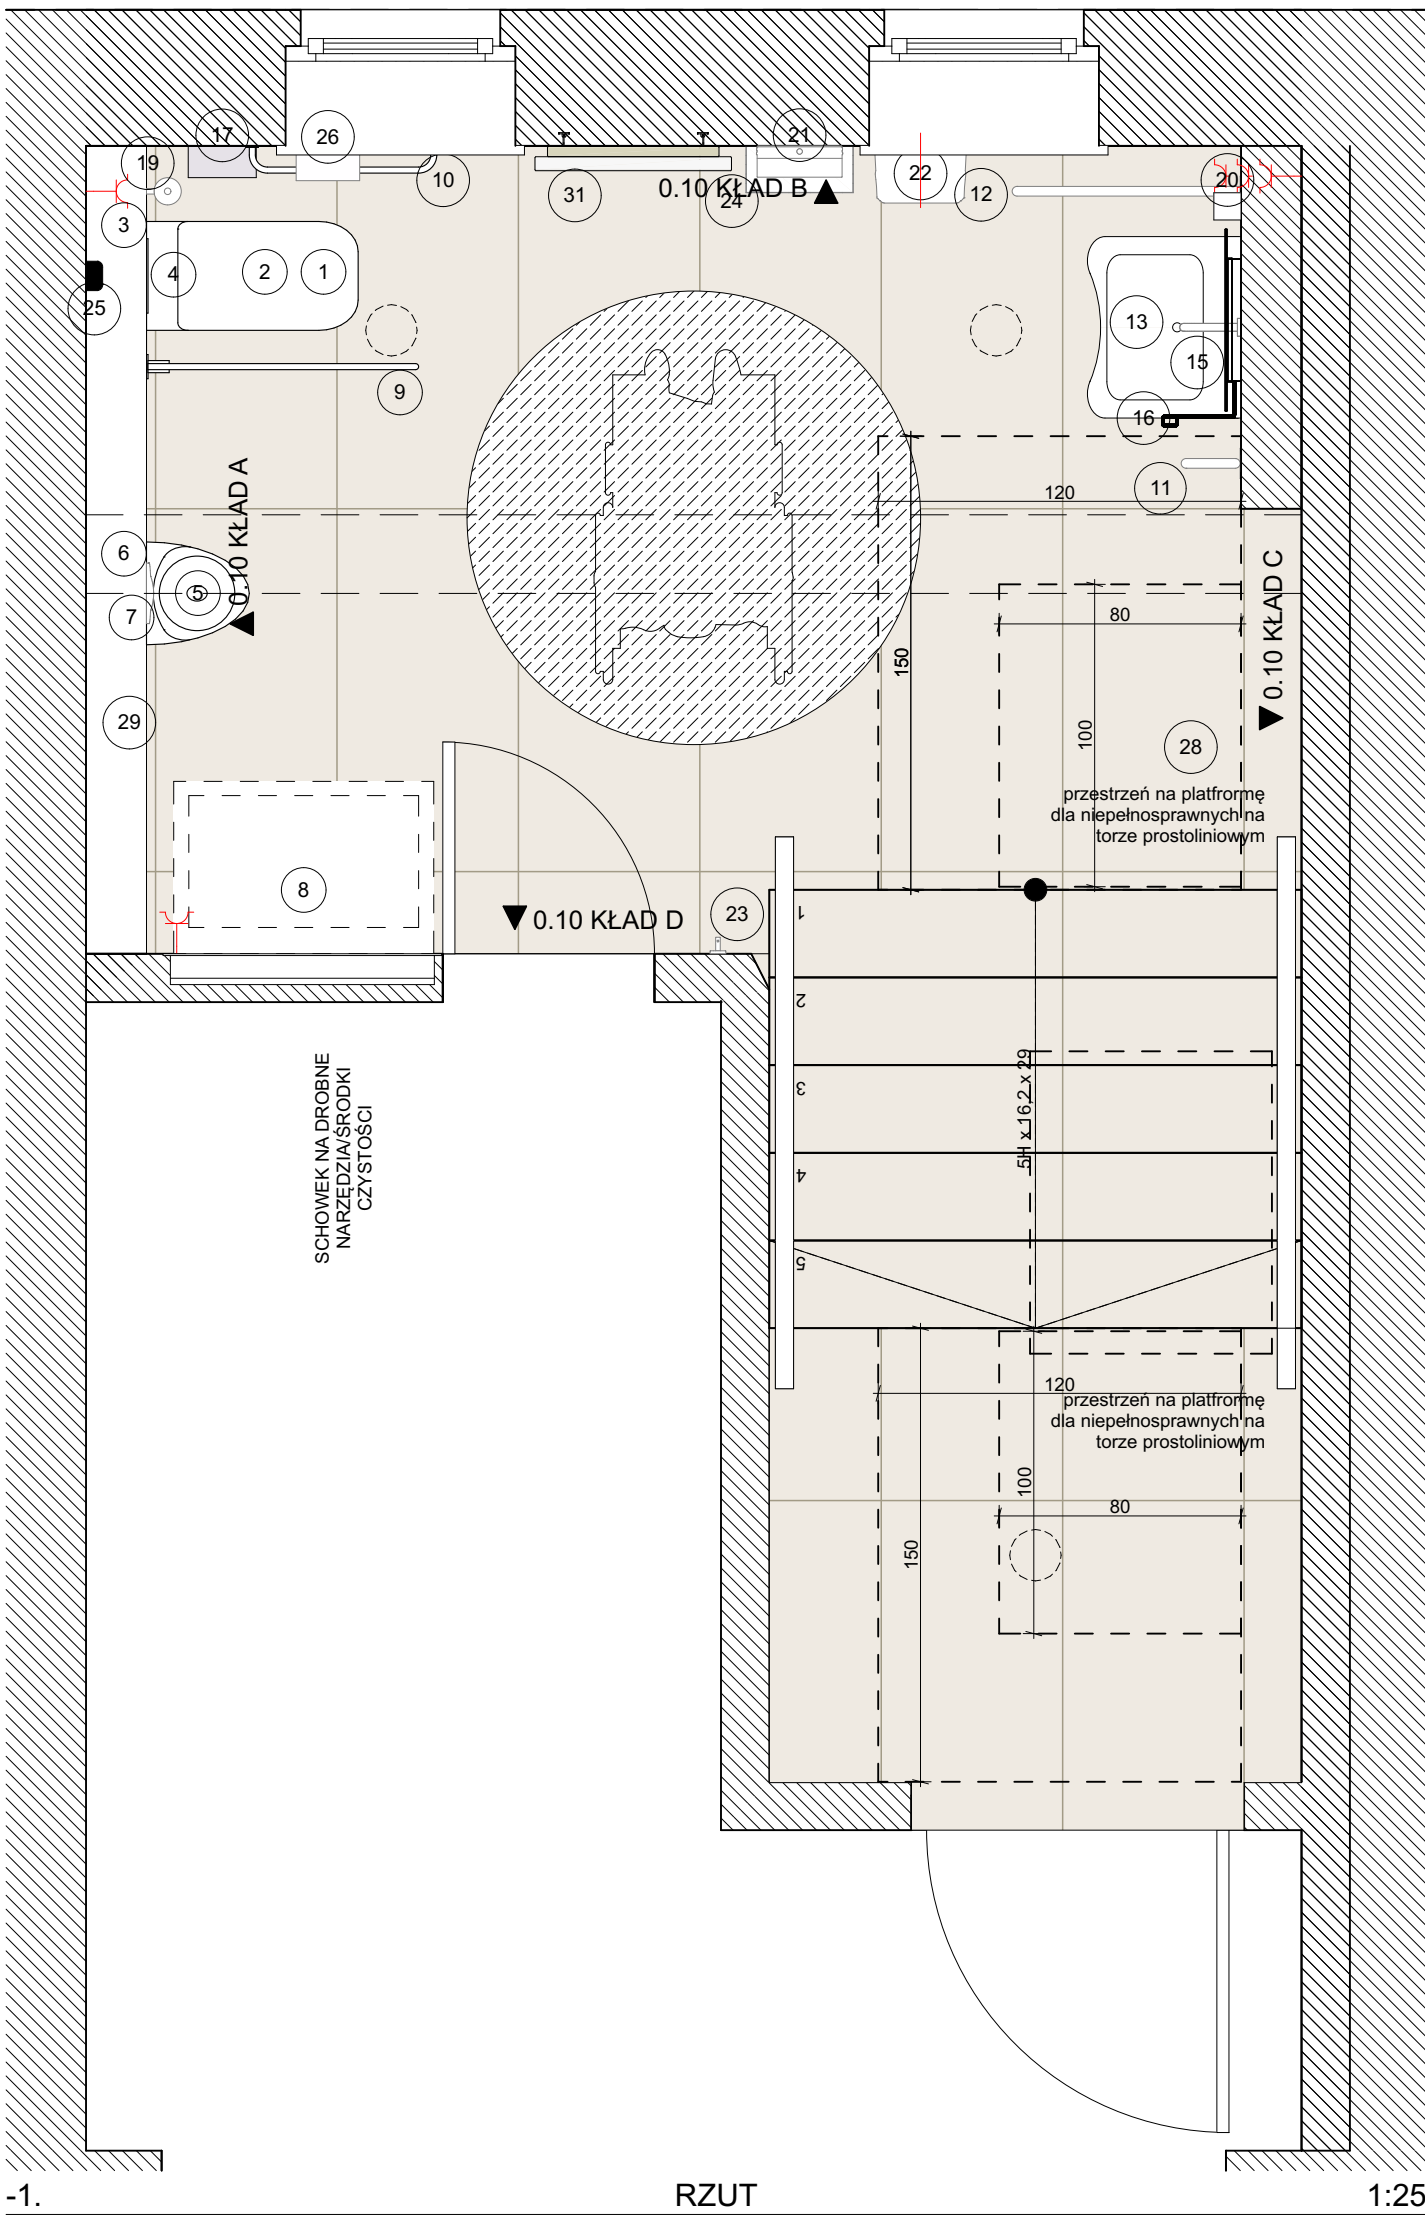 17
26
21
19
10
31
0.10 KŁAD B
24
22
12
20
3
4
2
1
25
13
15
9
16
11
120
0.10 KŁAD A
6
5
7
29
0.10 KŁAD C
80
150
100
28
przestrzeń na platfrormę
dla niepełnosprawnych na
torze prostoliniowym
8
0.10 KŁAD D
23
1
2
3
4
5
5H x 16,2 x 29
SCHOWEK NA DROBNE
NARZĘDZIA/ŚRODKI
CZYSTOŚCI
120
przestrzeń na platfrormę
dla niepełnosprawnych na
torze prostoliniowym
100
80
150
-1.
RZUT
1:25